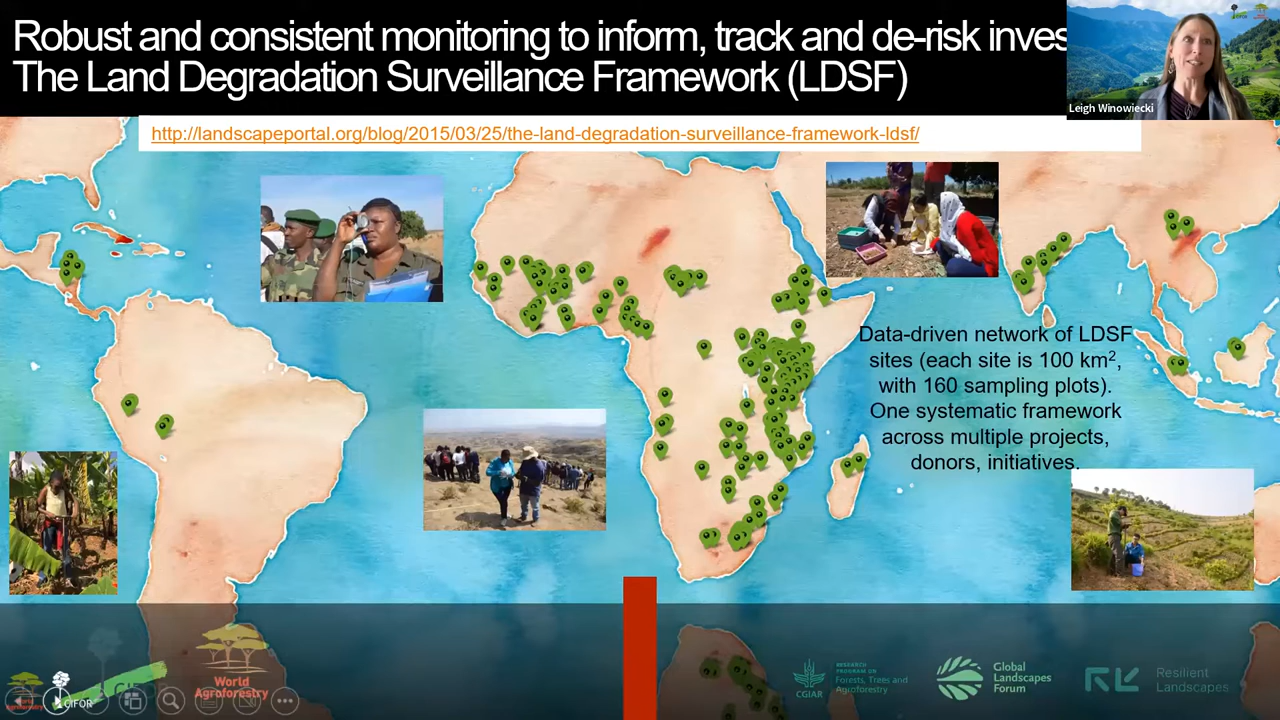 Robust and consistent monitoring to inform, track and de-risk inves
The Land Degradation Surveillance Framework (LDSF)
Leigh Winowiecki
http://landscapeportal.org/blog/2015/03/25/the-land-degradation-surveillance-framework-ldsf/
Data-driven network of LDSF
sites (each site is 100 km²,
with 160 sampling plots).
One systematic framework
across multiple projects,
donors, initiatives.
World
Agroforestry
CIFOR
CGIAR
RESEARCH
PROGRAM ON
Forests, Trees and
Agroforestry
Global
Landscapes
Forum
Resilient
Landscapes